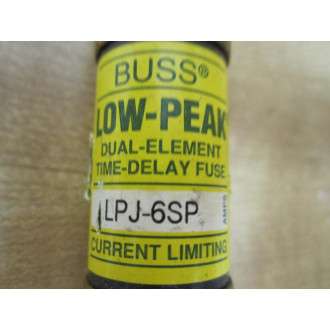 BUSS®
LOW-PEAK
DUAL-ELEMENT
TIME-DELAY FUSE
LPJ-6SP
AMPS
CURRENT LIMITING